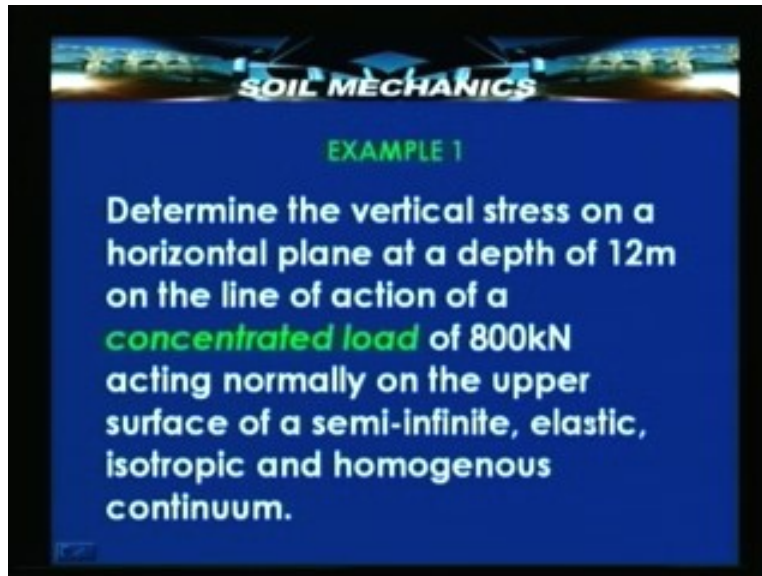 SOIL MECHANICS
EXAMPLE 1
Determine the vertical stress on a
horizontal plane at a depth of 12m
on the line of action of a
concentrated load of 800kN
acting normally on the upper
surface of a semi-infinite, elastic,
isotropic and homogenous
continuum.